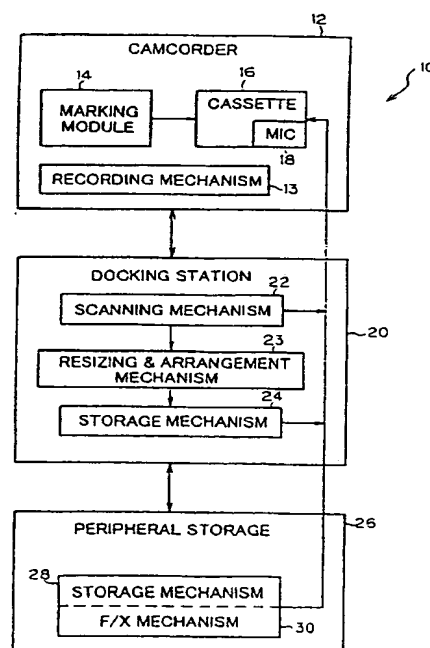 12
CAMCORDER
10
14
16
MARKING
MODULE
CASSETTE
MIC
18
RECORDING MECHANISM
13
DOCKING STATION
22
SCANNING MECHANISM
20
23
RESIZING & ARRANGEMENT
MECHANISM
24
STORAGE MECHANISM
PERIPHERAL STORAGE
26
28
STORAGE MECHANISM
F/X MECHANISM
30